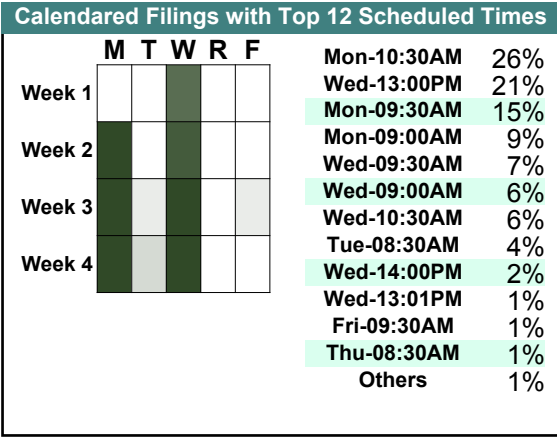 Calendared Filings with Top 12 Scheduled Times
M T W R F
Week 1
Week 2
Week 3
Week 4
Mon-10:30AM 26%
Wed-13:00PM 21%
Mon-09:30AM 15%
Mon-09:00AM 9%
Wed-09:30AM 7%
Wed-09:00AM 6%
Wed-10:30AM 6%
Tue-08:30AM 4%
Wed-14:00PM 2%
Wed-13:01PM 1%
Fri-09:30AM 1%
Thu-08:30AM 1%
Others 1%